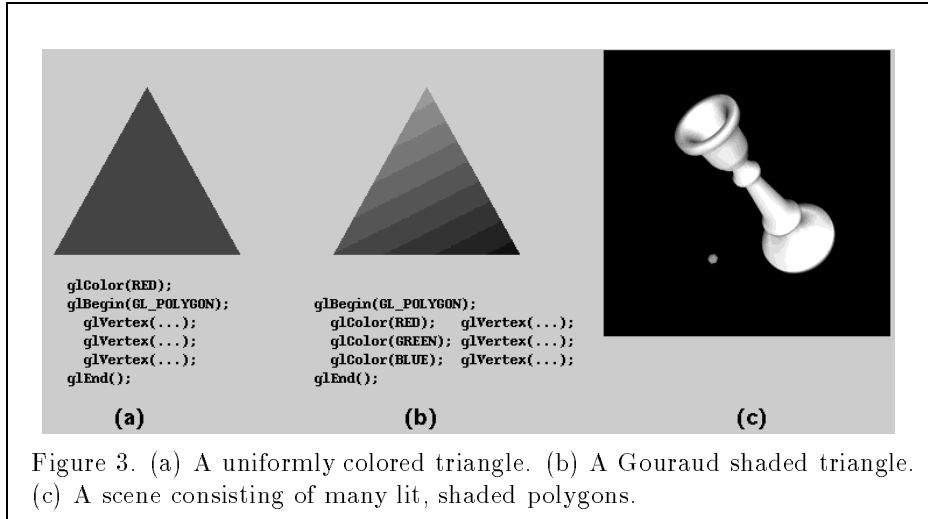 glColor(RED);
glBegin(GL_POLYGON);
glVertex(...);
glVertex(...);
glVertex(...);
glEnd();
(a)
glBegin(GL_POLYGON);
glColor(RED); glVertex(...);
glColor(GREEN); glVertex(...);
glColor(BLUE); glVertex(...);
glEnd();
(b)
(c)
Figure 3. (a) A uniformly colored triangle. (b) A Gouraud shaded triangle.
(c) A scene consisting of many lit, shaded polygons.